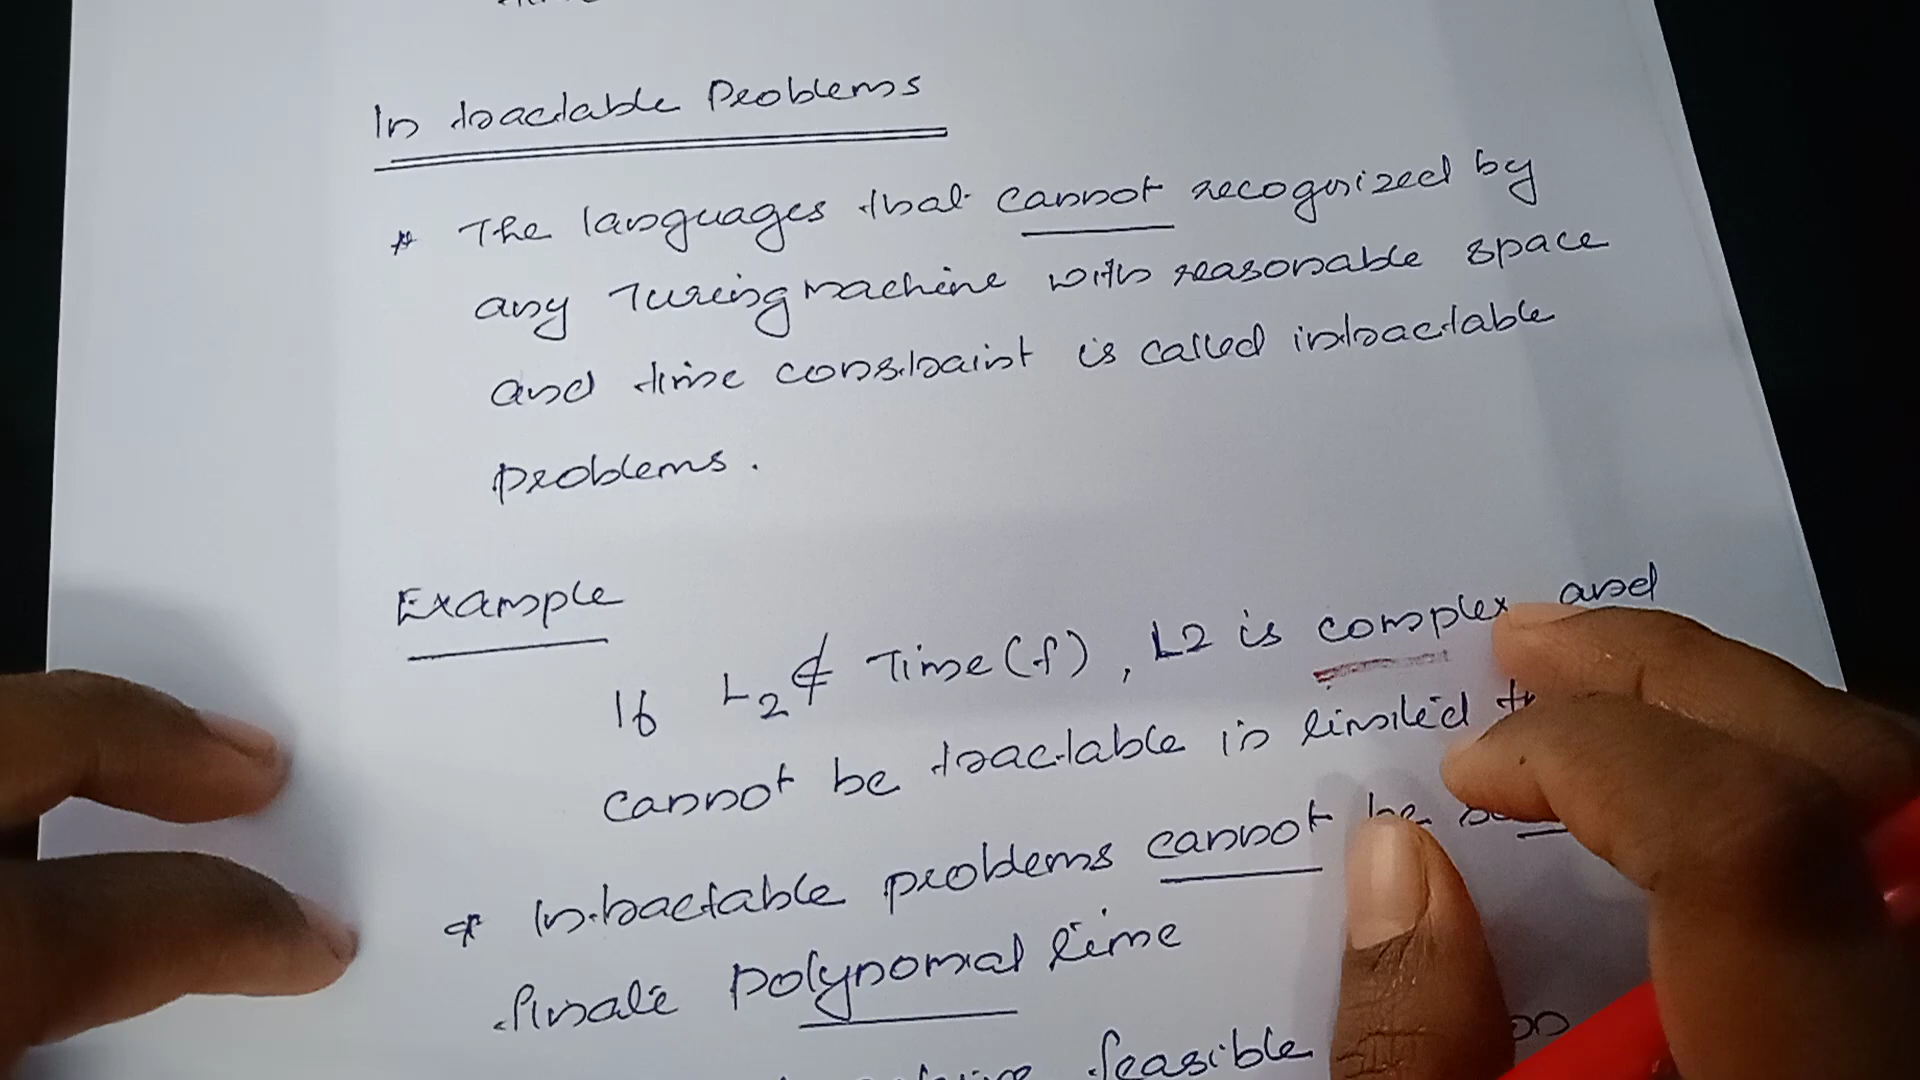 Intractable Problems
* The languages that cannot recognized by
any Turing machine with reasonable space
and time constraint is called intractable
problems.
Example
If L2 ∉ Time(f), L2 is complex and
cannot be tractable in limited
* Intractable problems cannot be
finate polynomial time
feasible